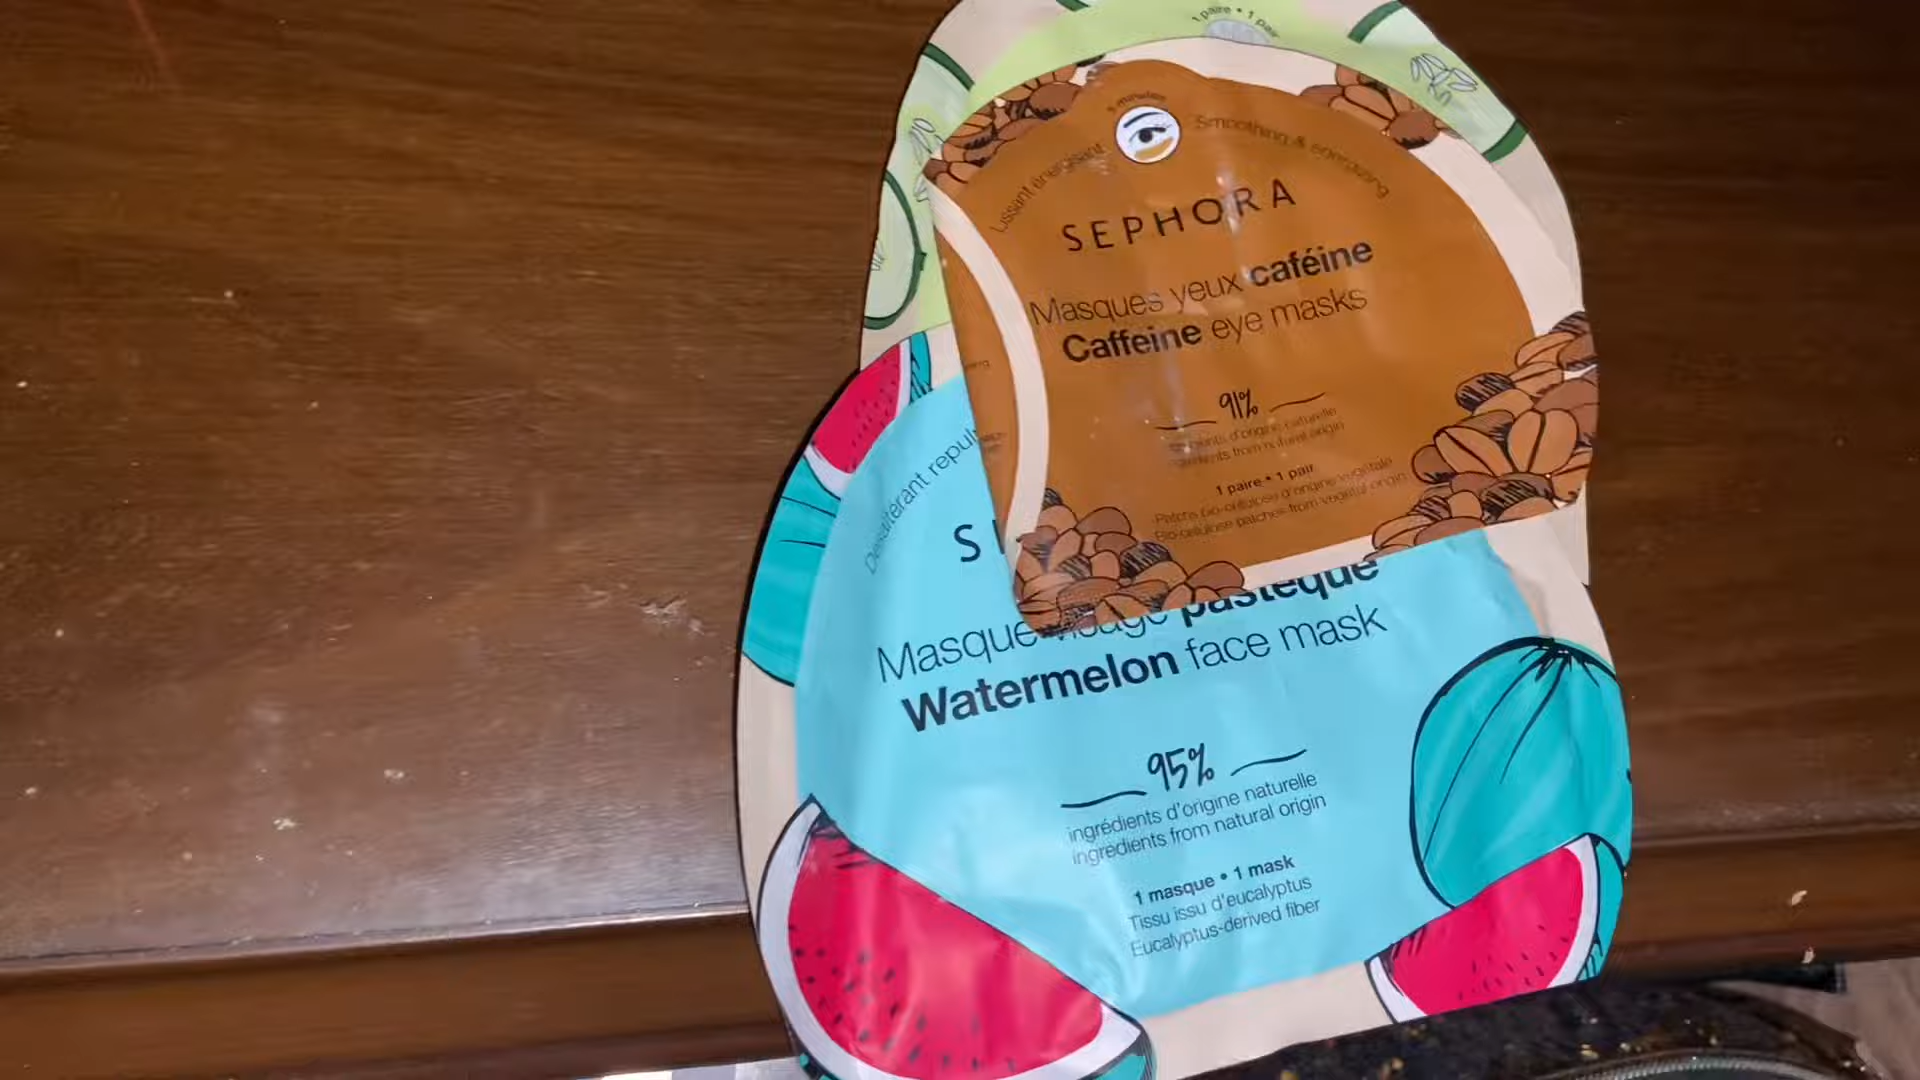 1 paire • 1 pair
5 minutes
Lissant énergisant
Smoothing & energizing
SEPHORA
Masques yeux caféine
Caffeine eye masks
91%
ingrédients d'origine naturelle
ingredients from natural origin
1 paire • 1 pair
Patchs bio-cellulose d'origine végétale
Bio-cellulose patches from vegetal origin
Désaltérant
S
Masque visage pastèque
Watermelon face mask
95%
ingrédients d'origine naturelle
ingredients from natural origin
1 masque • 1 mask
Tissu issu d'eucalyptus
Eucalyptus-derived fiber